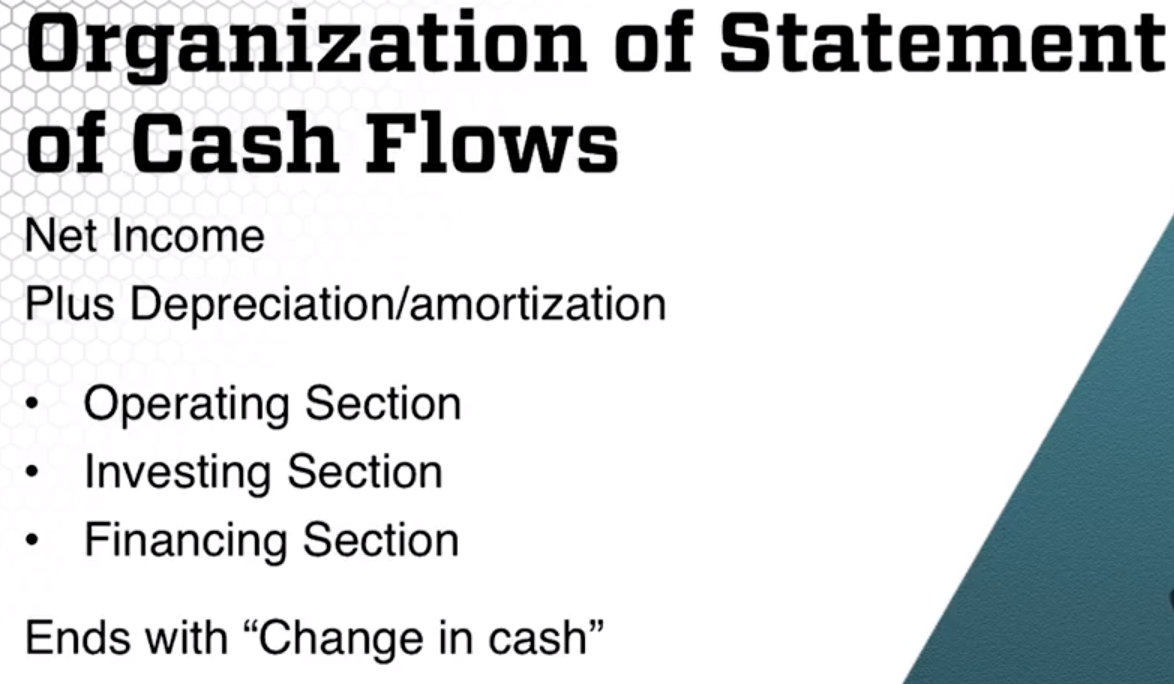 Organization of Statement
of Cash Flows
Net Income
Plus Depreciation/amortization
• Operating Section
• Investing Section
• Financing Section
Ends with “Change in cash”